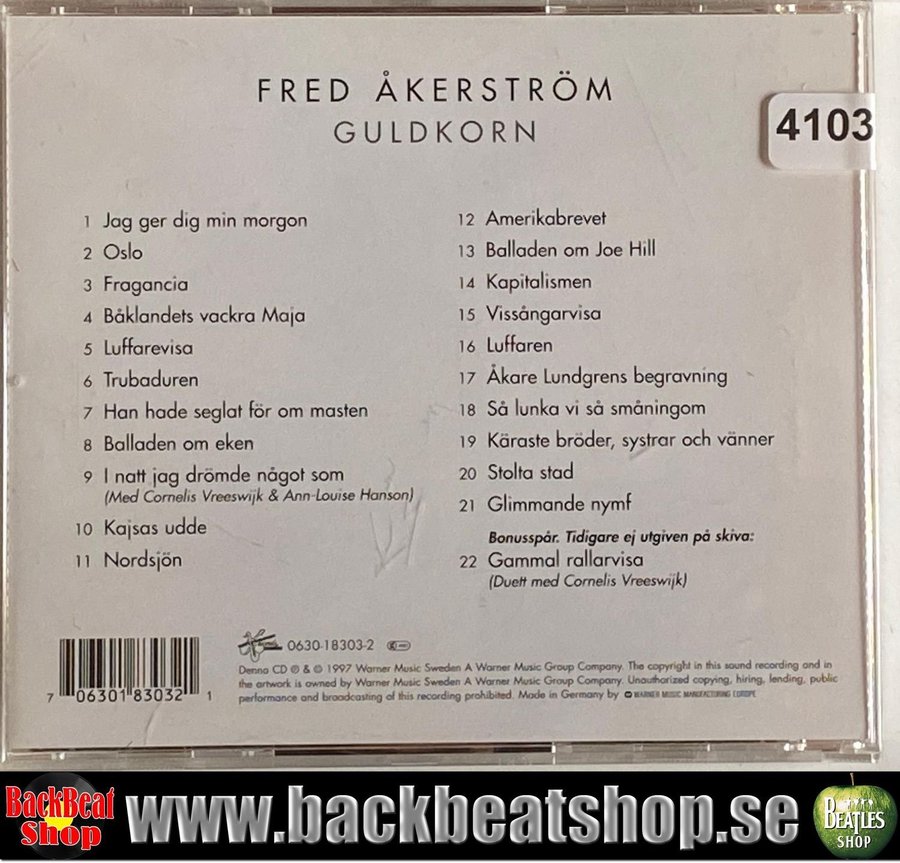 FRED ÅKERSTRÖM
GULDKORN
4103
1 Jag ger dig min morgon
2 Oslo
3 Fragancia
4 Båklandets vackra Maja
5 Luffarevisa
6 Trubaduren
7 Han hade seglat för om masten
8 Balladen om eken
9 I natt jag drömde något som
(Med Cornelis Vreeswijk & Ann-Louise Hanson)
10 Kajsas udde
11 Nordsjön
12 Amerikabrevet
13 Balladen om Joe Hill
14 Kapitalismen
15 Vissångarvisa
16 Luffaren
17 Åkare Lundgrens begravning
18 Så lunka vi så småningom
19 Käraste bröder, systrar och vänner
20 Stolta stad
21 Glimmande nymf
Bonusspår. Tidigare ej utgiven på skiva:
22 Gammal rallarvisa
(Duett med Cornelis Vreeswijk)
7 06301 83032 1
0630-18303-2
Denna CD ℗ & © 1997 Warner Music Sweden A Warner Music Group Company. The copyright in this sound recording and in
the artwork is owned by Warner Music Sweden A Warner Music Group Company. Unauthorized copying, hiring, lending, public
performance and broadcasting of this recording prohibited. Made in Germany by WARNER MUSIC MANUFACTURING EUROPE
BackBeat
Shop
www.backbeatshop.se
BEATLES
SHOP